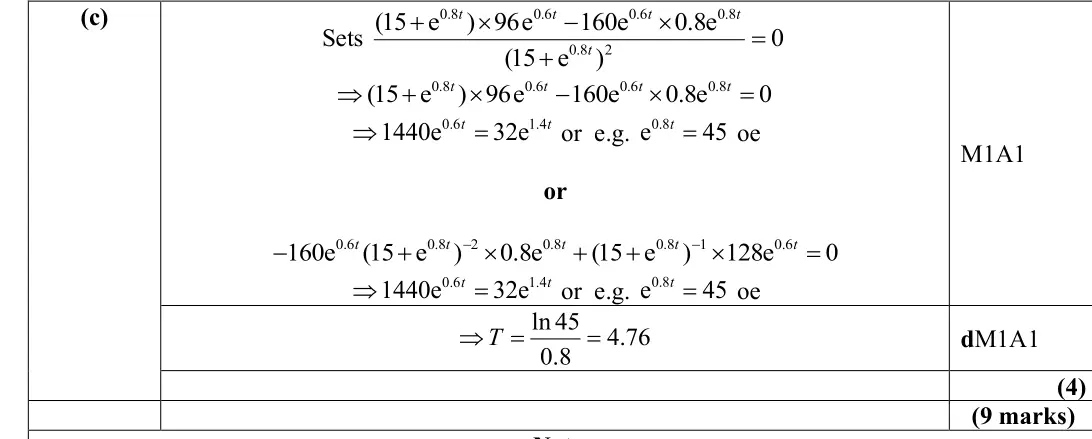 (c)
Sets ((15 + e^{0.8t}) × 96e^{0.6t} − 160e^{0.6t} × 0.8e^{0.8t}) / (15 + e^{0.8t})² = 0
⇒ (15 + e^{0.8t}) × 96e^{0.6t} − 160e^{0.6t} × 0.8e^{0.8t} = 0
⇒ 1440e^{0.6t} = 32e^{1.4t} or e.g. e^{0.8t} = 45 oe
M1A1
or
−160e^{0.6t}(15 + e^{0.8t})^{−2} × 0.8e^{0.8t} + (15 + e^{0.8t})^{−1} × 128e^{0.6t} = 0
⇒ 1440e^{0.6t} = 32e^{1.4t} or e.g. e^{0.8t} = 45 oe
⇒ T = ln 45 / 0.8 = 4.76
dM1A1
(4)
(9 marks)